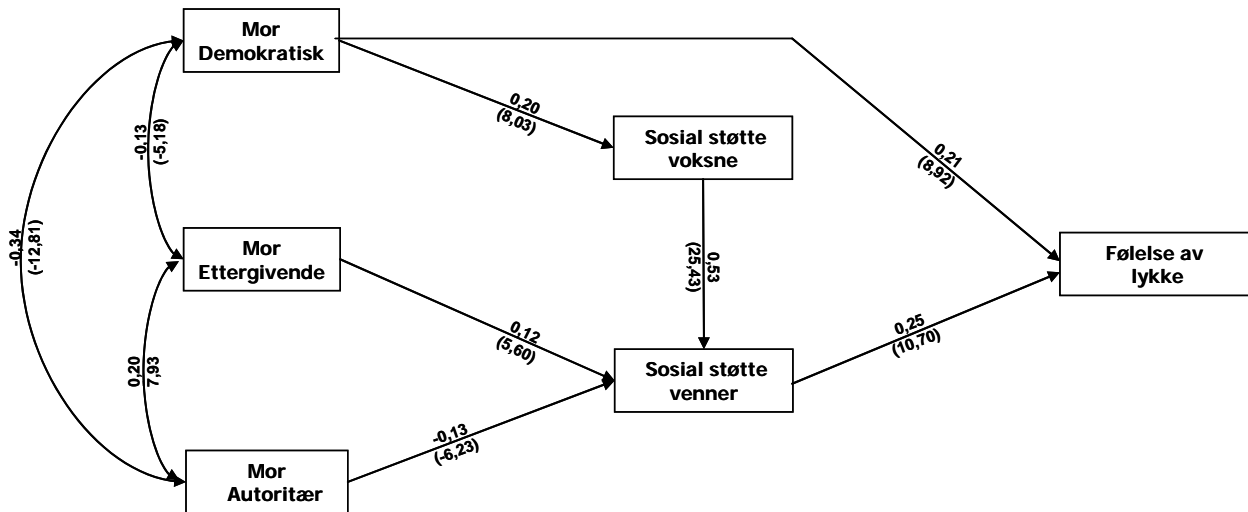 Mor
Demokratisk
0,20
(8,03)
Sosial støtte
voksne
0,21
(8,92)
-0,13
(-5,18)
-0,34
(-12,81)
Mor
Ettergivende
0,53
(25,43)
Følelse av
lykke
0,12
(5,60)
0,25
(10,70)
Sosial støtte
venner
0,20
7,93
-0,13
(-6,23)
Mor
Autoritær